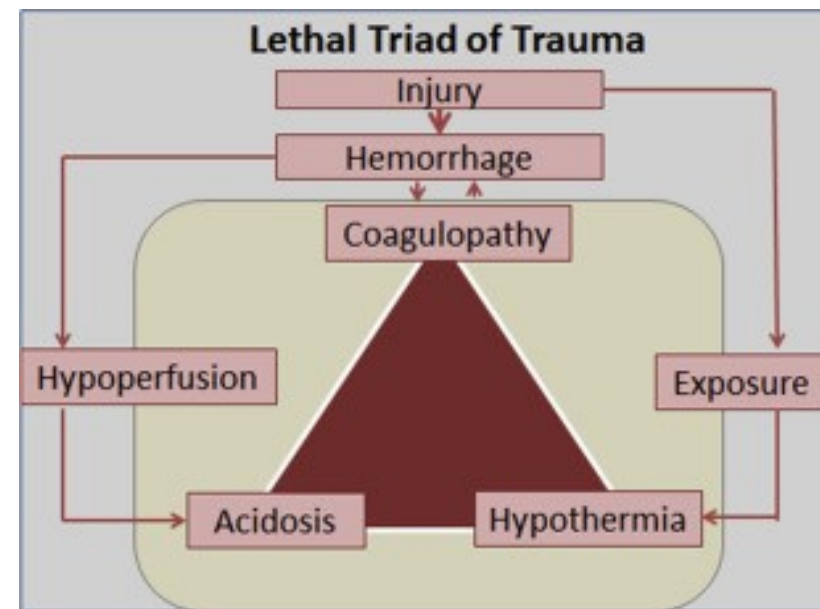 Lethal Triad of Trauma
Injury
Hemorrhage
Coagulopathy
Hypoperfusion
Exposure
Acidosis
Hypothermia